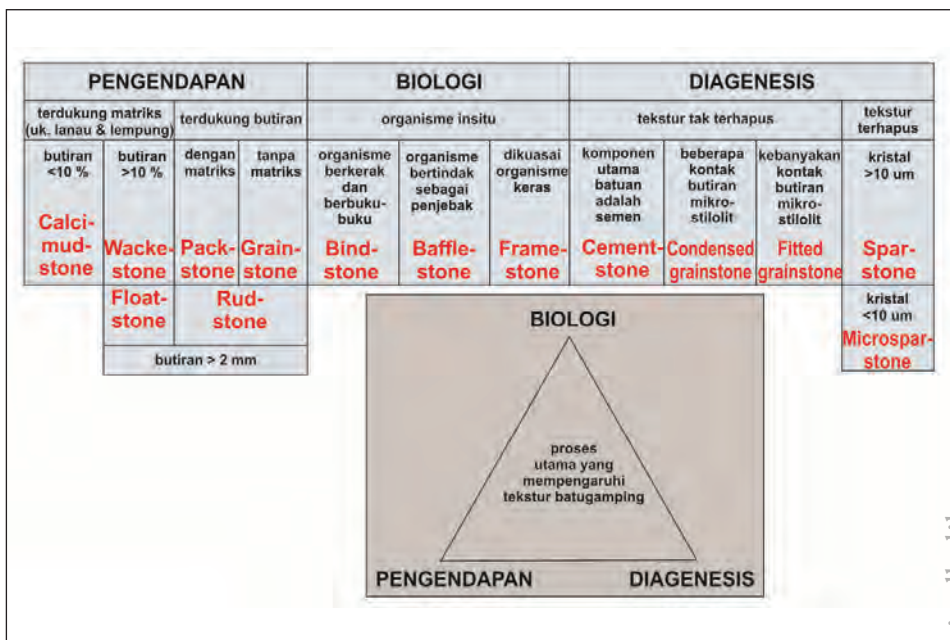 PENGENDAPAN
BIOLOGI
DIAGENESIS
terdukung matriks
(uk. lanau & lempung)
terdukung butiran
organisme insitu
tekstur tak terhapus
tekstur
terhapus
butiran
<10 %
Calci-
mud-
stone
butiran
>10 %
Wacke-
stone
dengan
matriks
Pack-
stone
tanpa
matriks
Grain-
stone
organisme
berkerak
dan
berbuku-
buku
Bind-
stone
organisme
bertindak
sebagai
penjebak
Baffle-
stone
dikuasai
organisme
keras
Frame-
stone
komponen
utama
batuan
adalah
semen
Cement-
stone
beberapa
kontak
butiran
mikro-
stilolit
Condensed
grainstone
kebanyakan
kontak
butiran
mikro-
stilolit
Fitted
grainstone
kristal
>10 um
Spar-
stone
Float-
stone
Rud-
stone
butiran > 2 mm
kristal
<10 um
Microspar-
stone
BIOLOGI
proses
utama yang
mempengaruhi
tekstur batugamping
PENGENDAPAN
DIAGENESIS